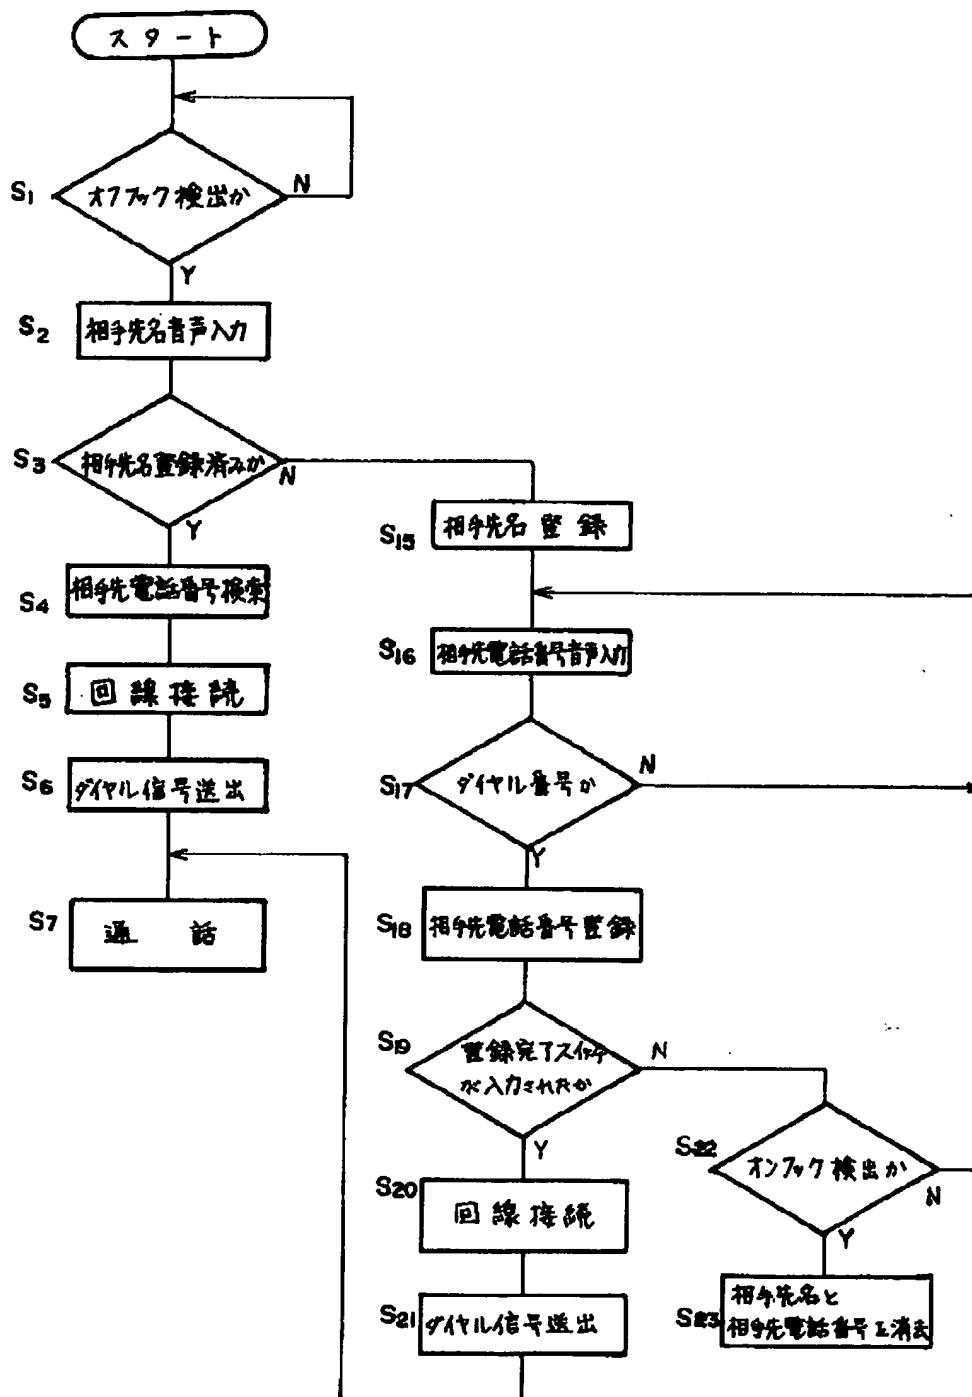 スタート
S1
オフフック検出か
N
Y
S2
相手先名音声入力
S3
相手先名登録済みか
N
Y
S4
相手先電話番号検索
S5
回線接続
S6
ダイヤル信号送出
S7
通話
S15
相手先名登録
S16
相手先電話番号音声入力
S17
ダイヤル番号か
N
Y
S18
相手先電話番号登録
S19
登録完了スイッチ
が入力されたか
N
Y
S20
回線接続
S21
ダイヤル信号送出
S22
オンフック検出か
N
Y
S23
相手先名と
相手先電話番号を消去